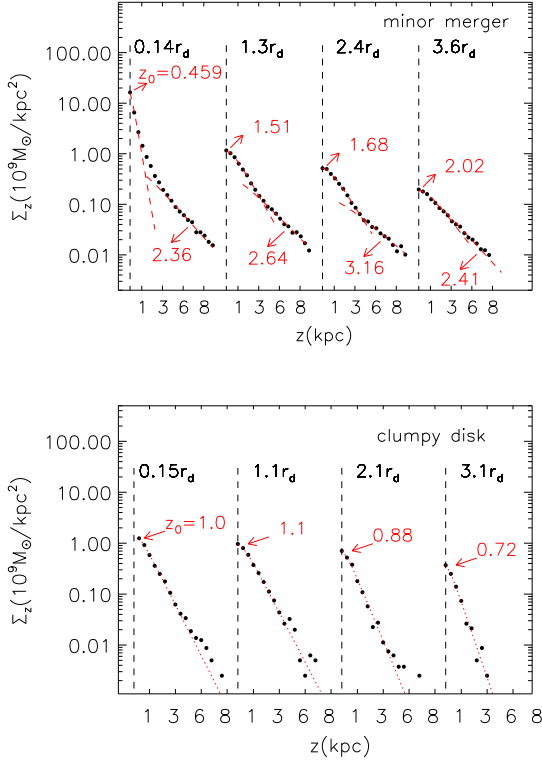 minor merger
0.14r_d 1.3r_d 2.4r_d 3.6r_d
100.00
z_0=0.459
10.00
1.51 1.68 2.02
1.00
0.10
2.36 2.64 3.16 2.41
0.01
Σ_z(10^9M_⊙/kpc^2)
1 3 6 8 1 3 6 8 1 3 6 8 1 3 6 8
z(kpc)
clumpy disk
100.00
0.15r_d 1.1r_d 2.1r_d 3.1r_d
10.00
z_0=1.0 1.1 0.88 0.72
1.00
0.10
0.01
Σ_z(10^9M_⊙/kpc^2)
1 3 6 8 1 3 6 8 1 3 6 8 1 3 6 8
z(kpc)